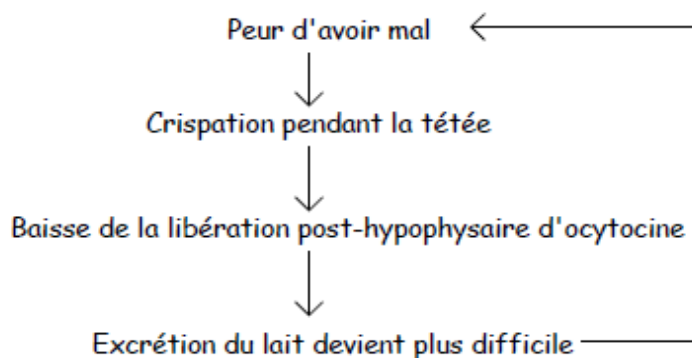 Peur d'avoir mal
Crispation pendant la tétée
Baisse de la libération post-hypophysaire d'ocytocine
Excrétion du lait devient plus difficile